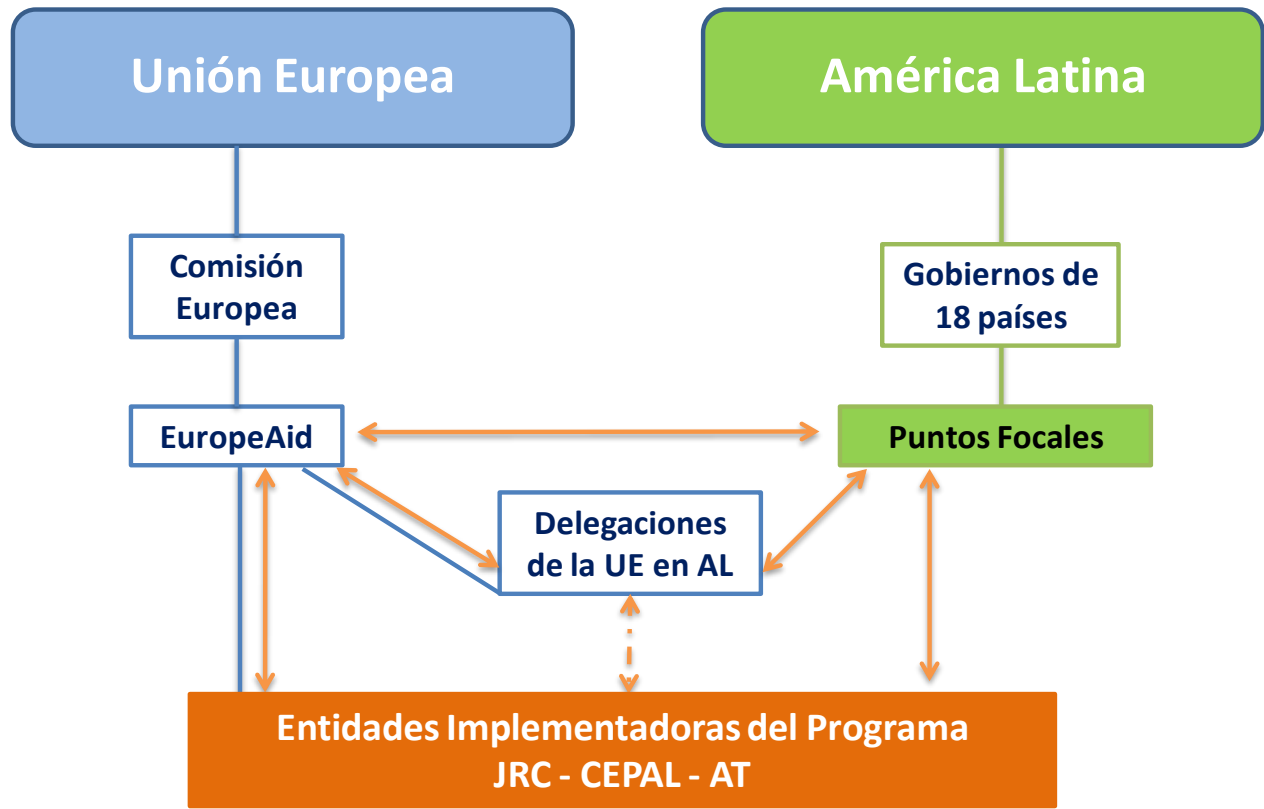 Unión Europea
América Latina
Comisión
Europea
Gobiernos de
18 países
EuropeAid
Puntos Focales
Delegaciones
de la UE en AL
Entidades Implementadoras del Programa
JRC - CEPAL - AT